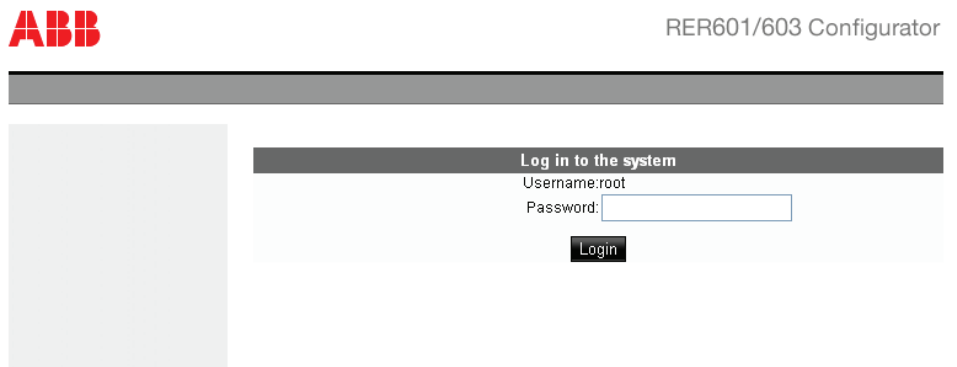 ABB
RER601/603 Configurator
Log in to the system
Username:root
Password:
Login